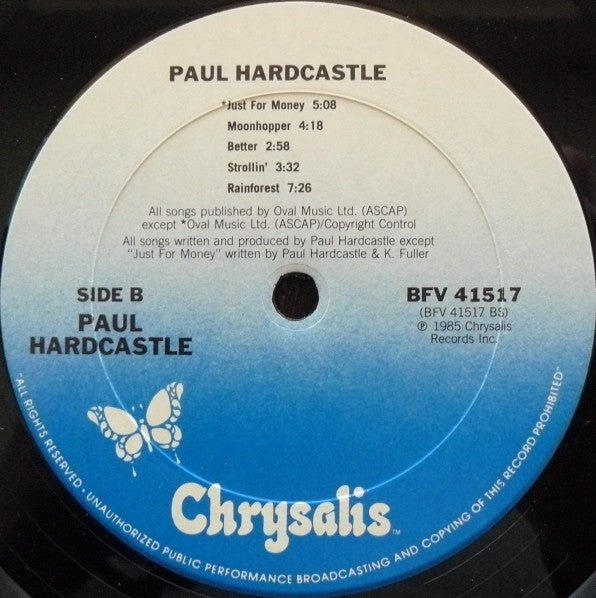 PAUL HARDCASTLE
*Just For Money 5:08
Moonhopper 4:18
Better 2:58
Strollin' 3:32
Rainforest 7:26
All songs published by Oval Music Ltd. (ASCAP)
except *Oval Music Ltd. (ASCAP)/Copyright Control
All songs written and produced by Paul Hardcastle except
"Just For Money" written by Paul Hardcastle & K. Fuller
SIDE B
PAUL
HARDCASTLE
BFV 41517
(BFV 41517 BS)
℗ 1985 Chrysalis
Records Inc.
Chrysalis™
"ALL RIGHTS RESERVED · UNAUTHORIZED PUBLIC PERFORMANCE BROADCASTING AND COPYING OF THIS RECORD PROHIBITED"